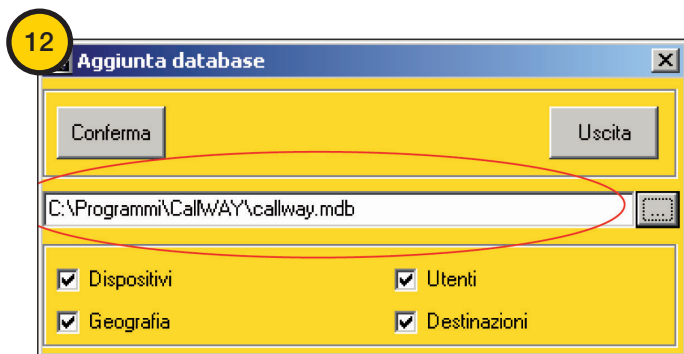 12
Aggiunta database
Conferma Uscita
C:\Programmi\CallWAY\callway.mdb ...
Dispositivi Utenti
Geografia Destinazioni